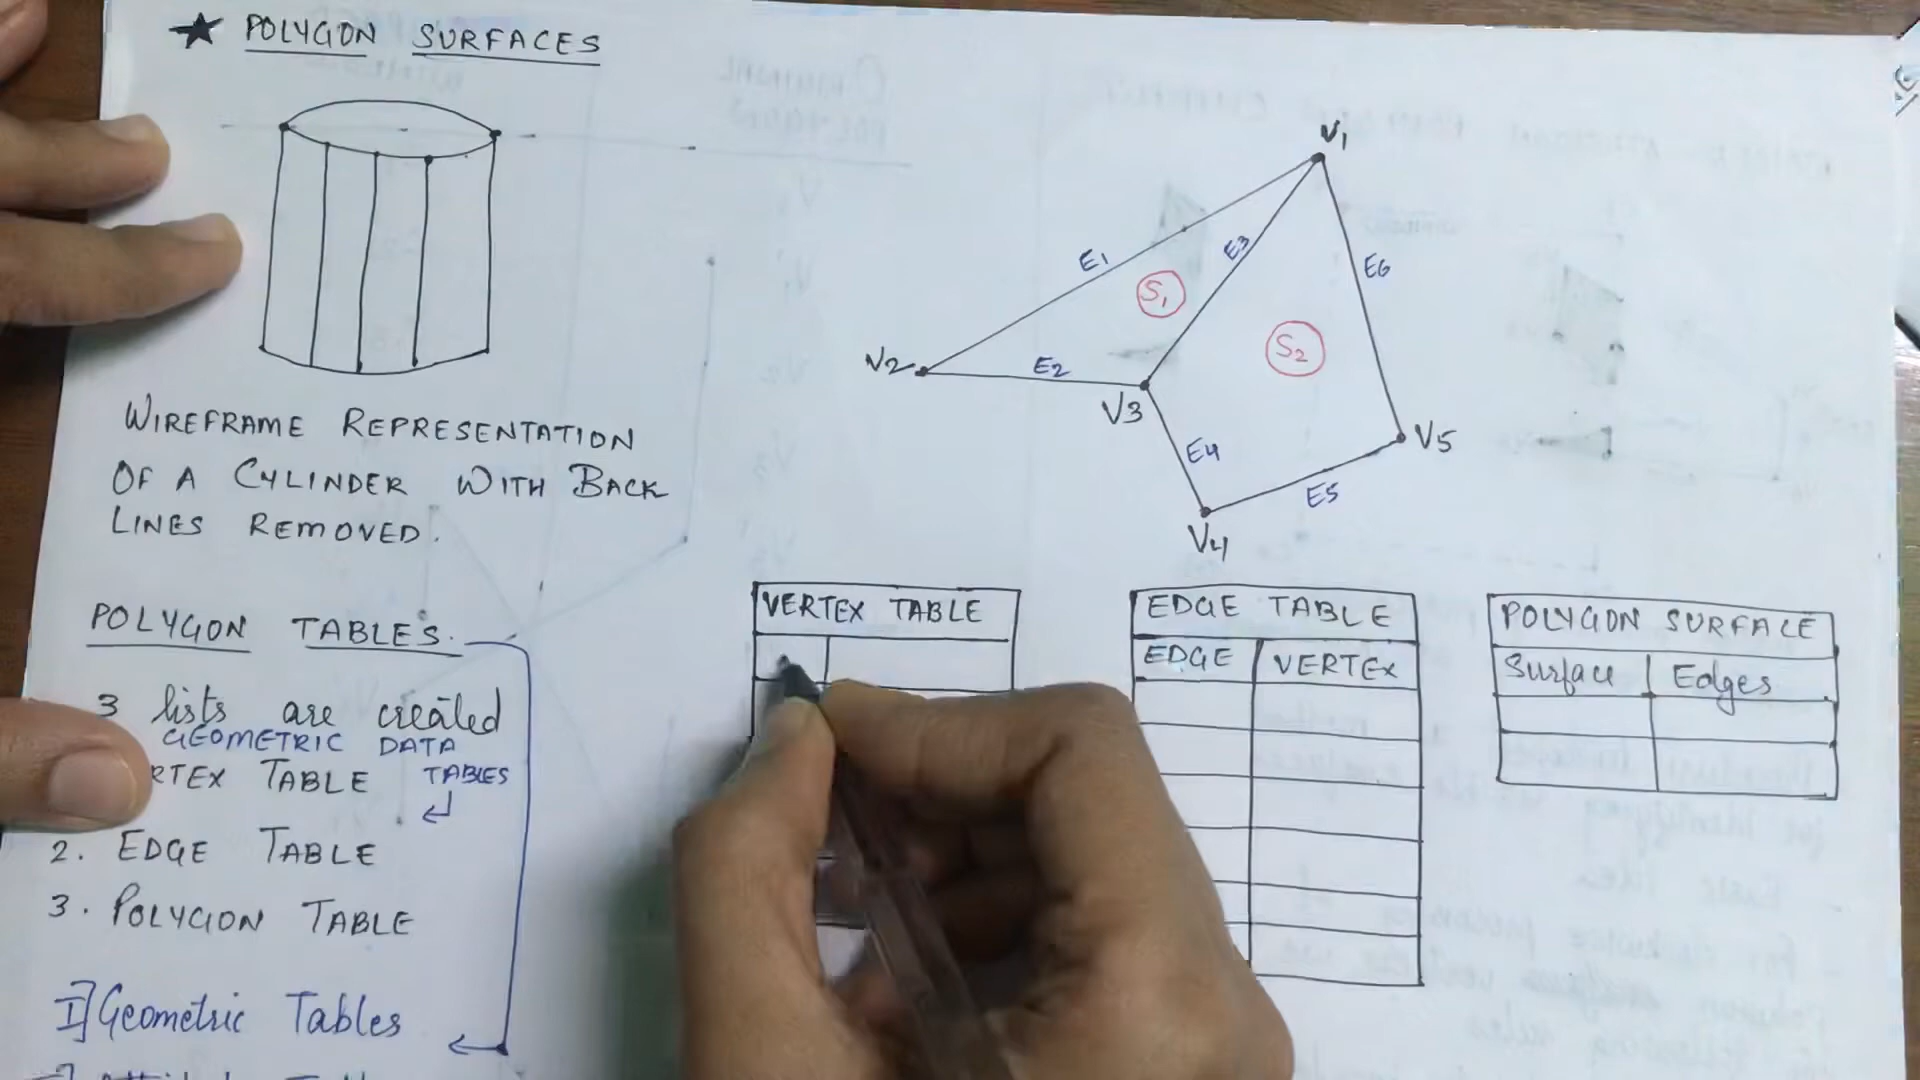 ★ POLYGON SURFACES
WIREFRAME REPRESENTATION
OF A CYLINDER WITH BACK
LINES REMOVED.
POLYGON TABLES.
3 lists are created
GEOMETRIC DATA
RTEX TABLE TABLES
2. EDGE TABLE
3. POLYGON TABLE
I] Geometric Tables
V1
E1
E3
E6
S1
S2
V2
E2
V3
V5
E4
E5
V4
VERTEX TABLE
EDGE TABLE
EDGE VERTEX
POLYGON SURFACE
Surface Edges